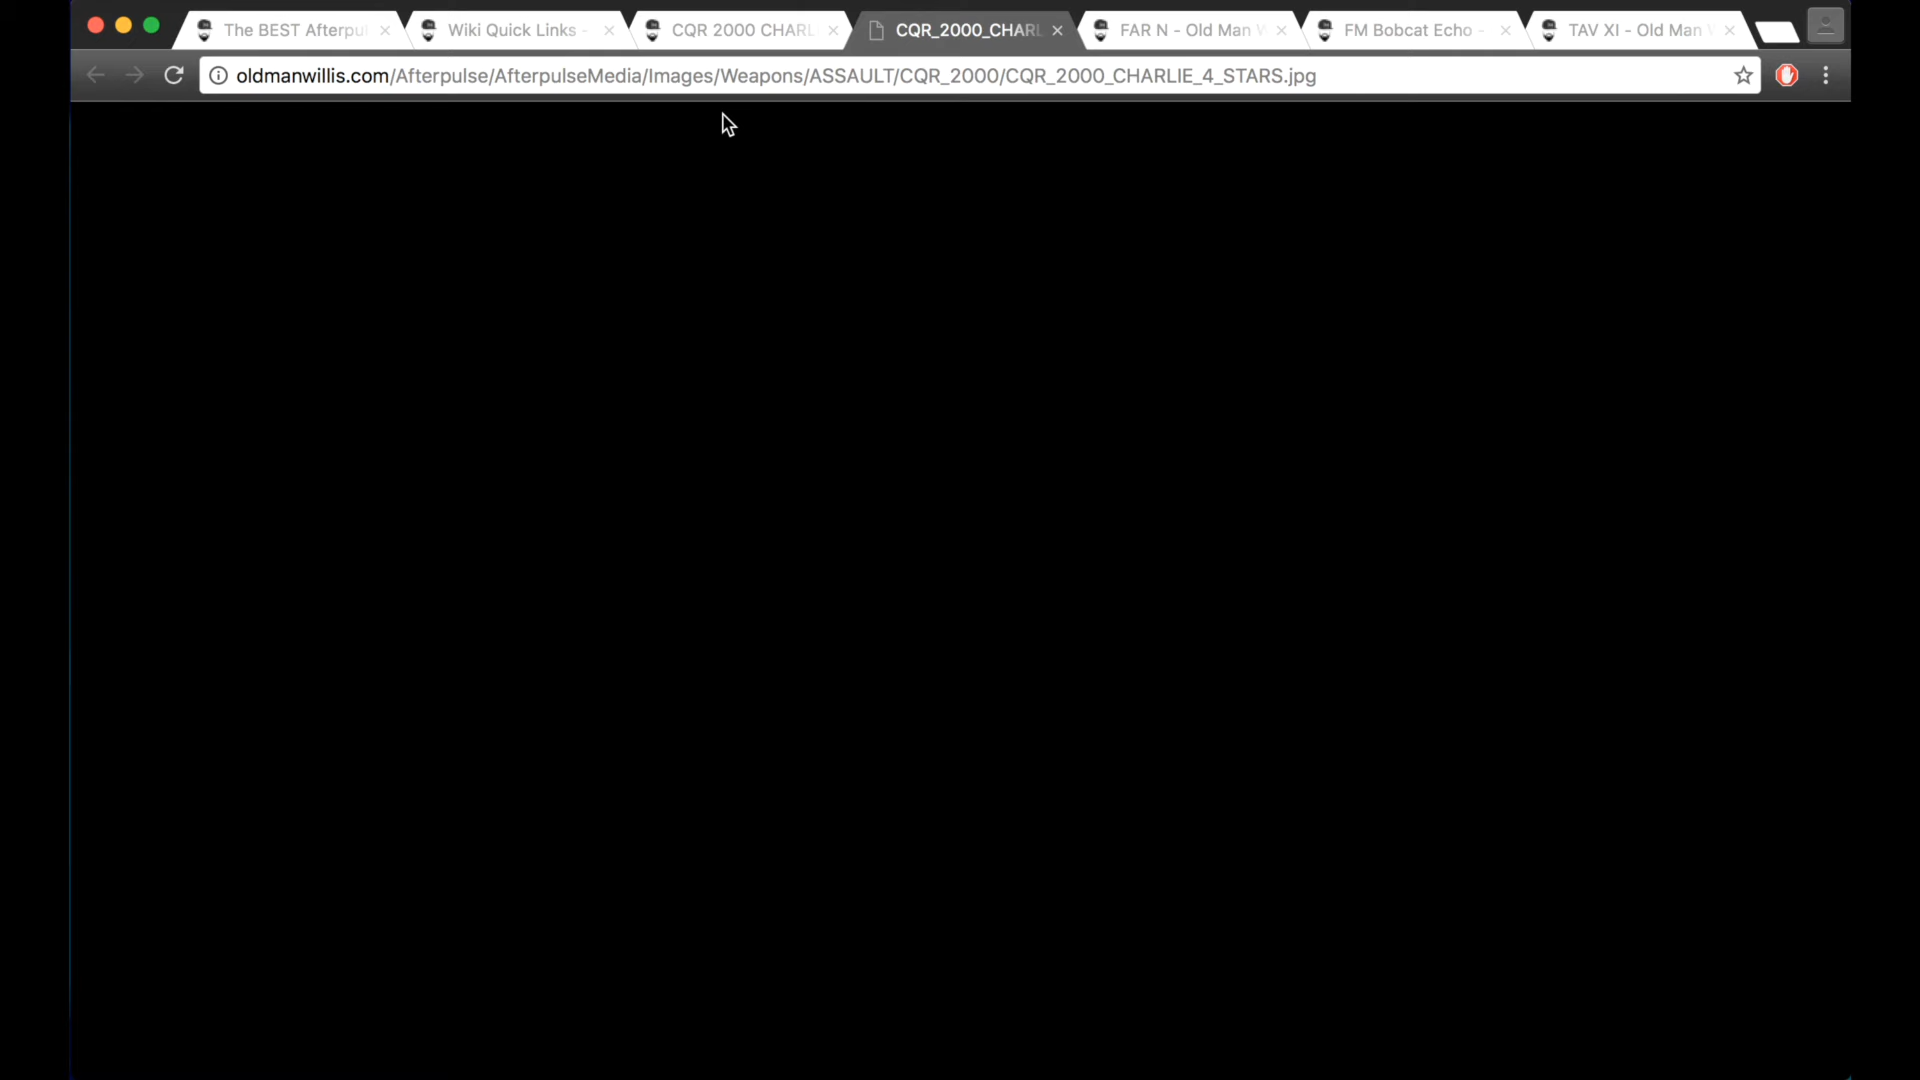 The BEST Afterpul
Wiki Quick Links -
CQR 2000 CHARL
CQR_2000_CHARL
FAR N - Old Man W
FM Bobcat Echo -
TAV XI - Old Man W
oldmanwillis.com/Afterpulse/AfterpulseMedia/Images/Weapons/ASSAULT/CQR_2000/CQR_2000_CHARLIE_4_STARS.jpg